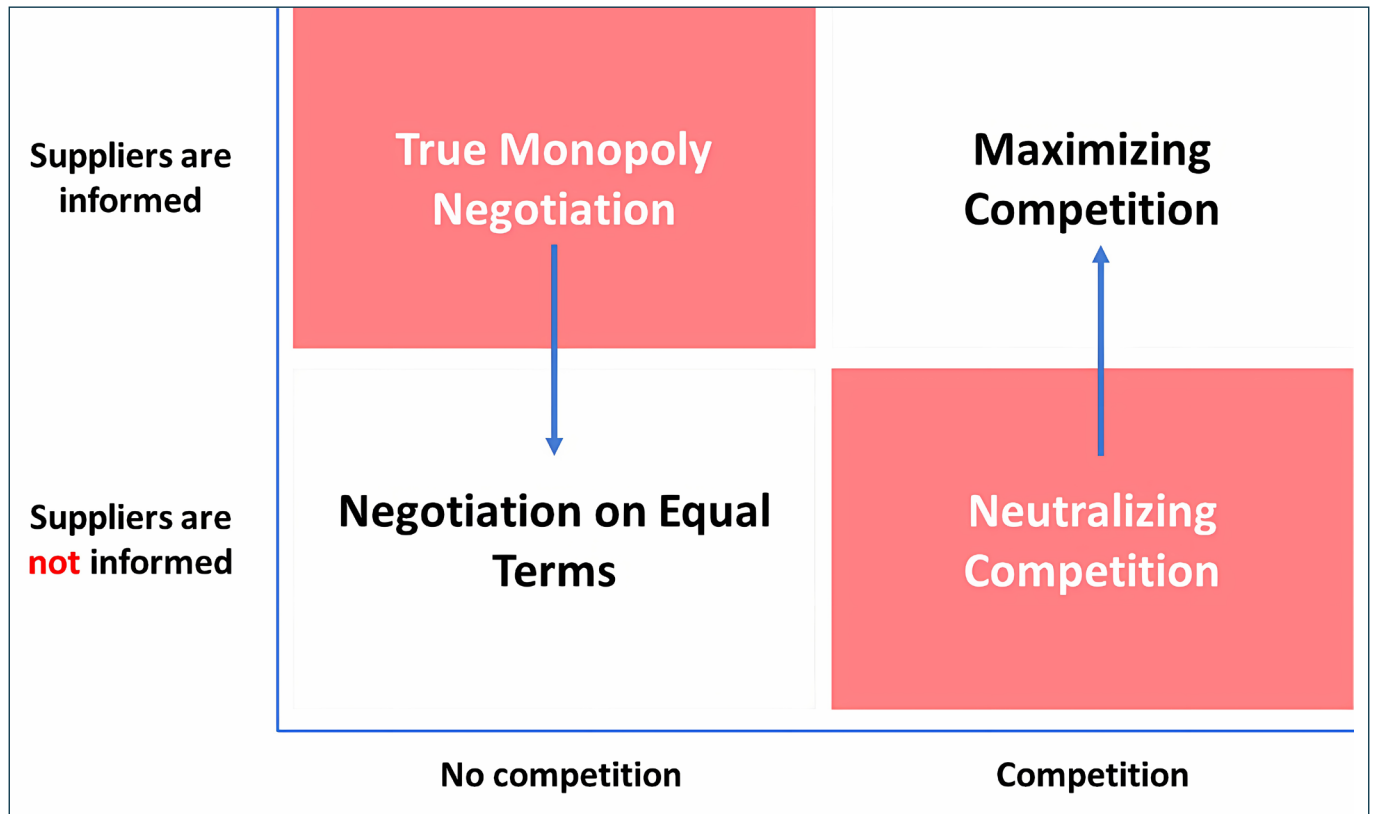 Suppliers are
informed
True Monopoly
Negotiation
Maximizing
Competition
Suppliers are
not informed
Negotiation on Equal
Terms
Neutralizing
Competition
No competition
Competition